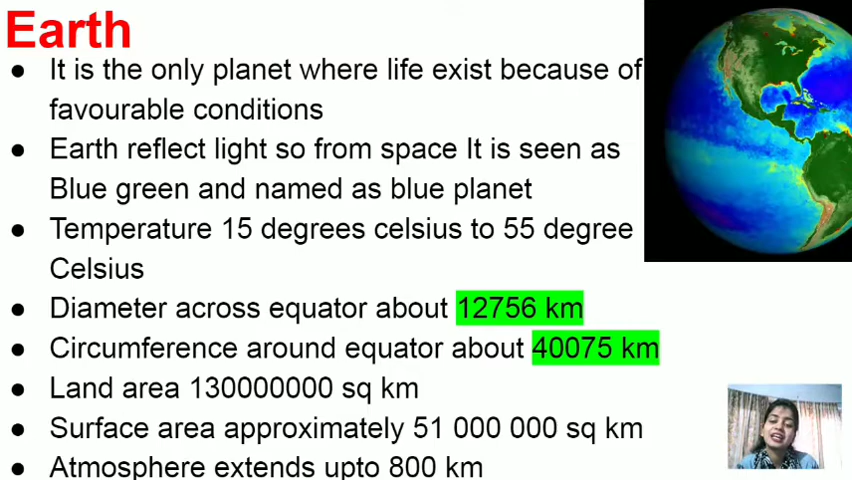 Earth
● It is the only planet where life exist because of
favourable conditions
● Earth reflect light so from space It is seen as
Blue green and named as blue planet
● Temperature 15 degrees celsius to 55 degree
Celsius
● Diameter across equator about 12756 km
● Circumference around equator about 40075 km
● Land area 130000000 sq km
● Surface area approximately 51 000 000 sq km
● Atmosphere extends upto 800 km